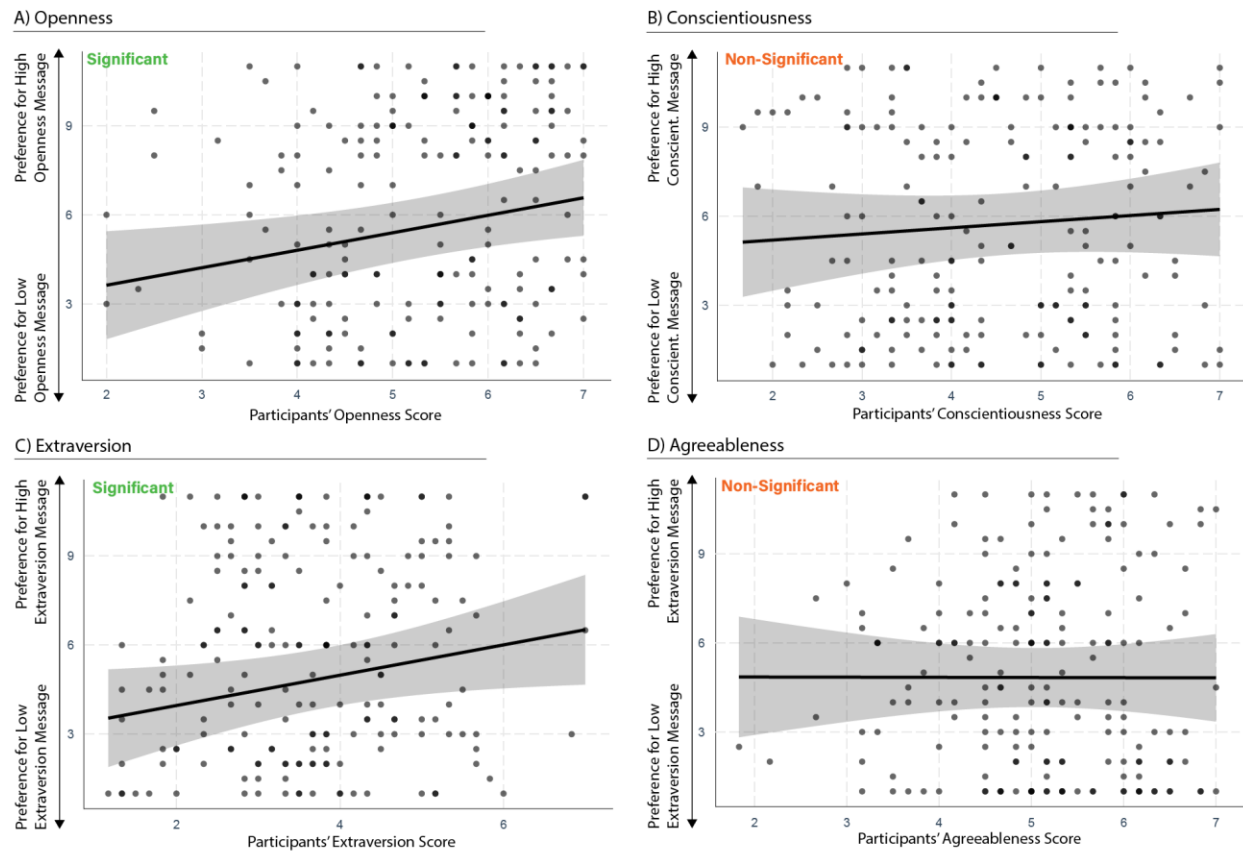 A) Openness
Significant
Preference for High
Openness Message
Preference for Low
Openness Message
9
6
3
2
3
4
5
6
7
Participants' Openness Score
B) Conscientiousness
Non-Significant
Preference for High
Conscient. Message
Preference for Low
Conscient. Message
9
6
3
2
3
4
5
6
7
Participants' Conscientiousness Score
C) Extraversion
Significant
Preference for High
Extraversion Message
Preference for Low
Extraversion Message
9
6
3
2
4
6
Participants' Extraversion Score
D) Agreeableness
Non-Significant
Preference for High
Extraversion Message
Preference for Low
Extraversion Message
9
6
3
2
3
4
5
6
7
Participants' Agreeableness Score